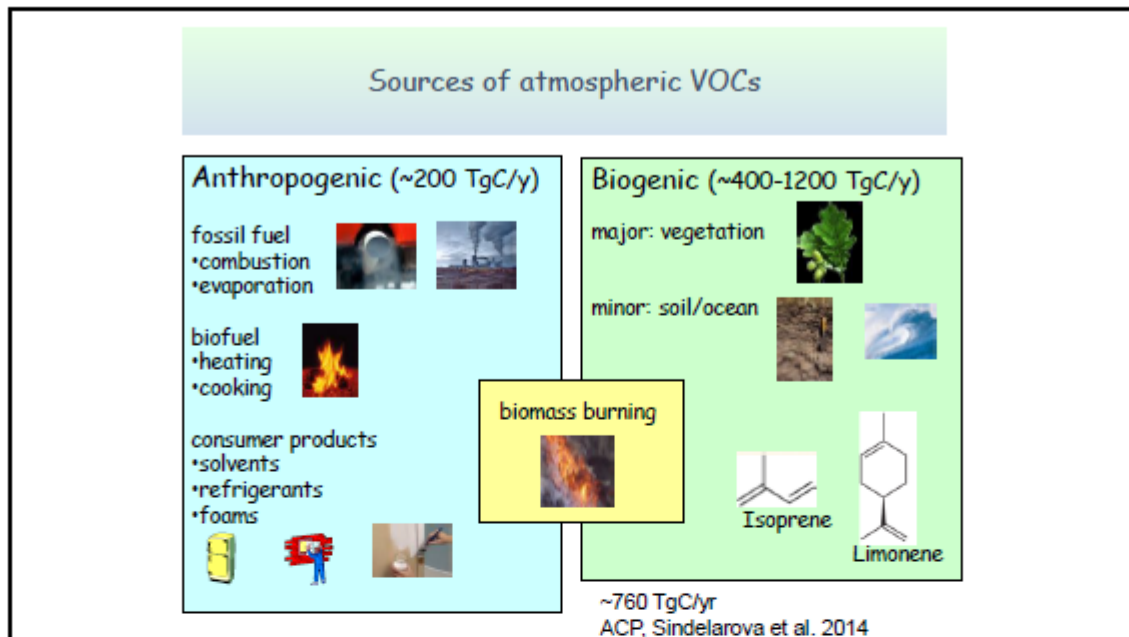 Sources of atmospheric VOCs
Anthropogenic (~200 TgC/y)
fossil fuel
•combustion
•evaporation
biofuel
•heating
•cooking
consumer products
•solvents
•refrigerants
•foams
biomass burning
Biogenic (~400-1200 TgC/y)
major: vegetation
minor: soil/ocean
Isoprene
Limonene
~760 TgC/yr
ACP, Sindelarova et al. 2014